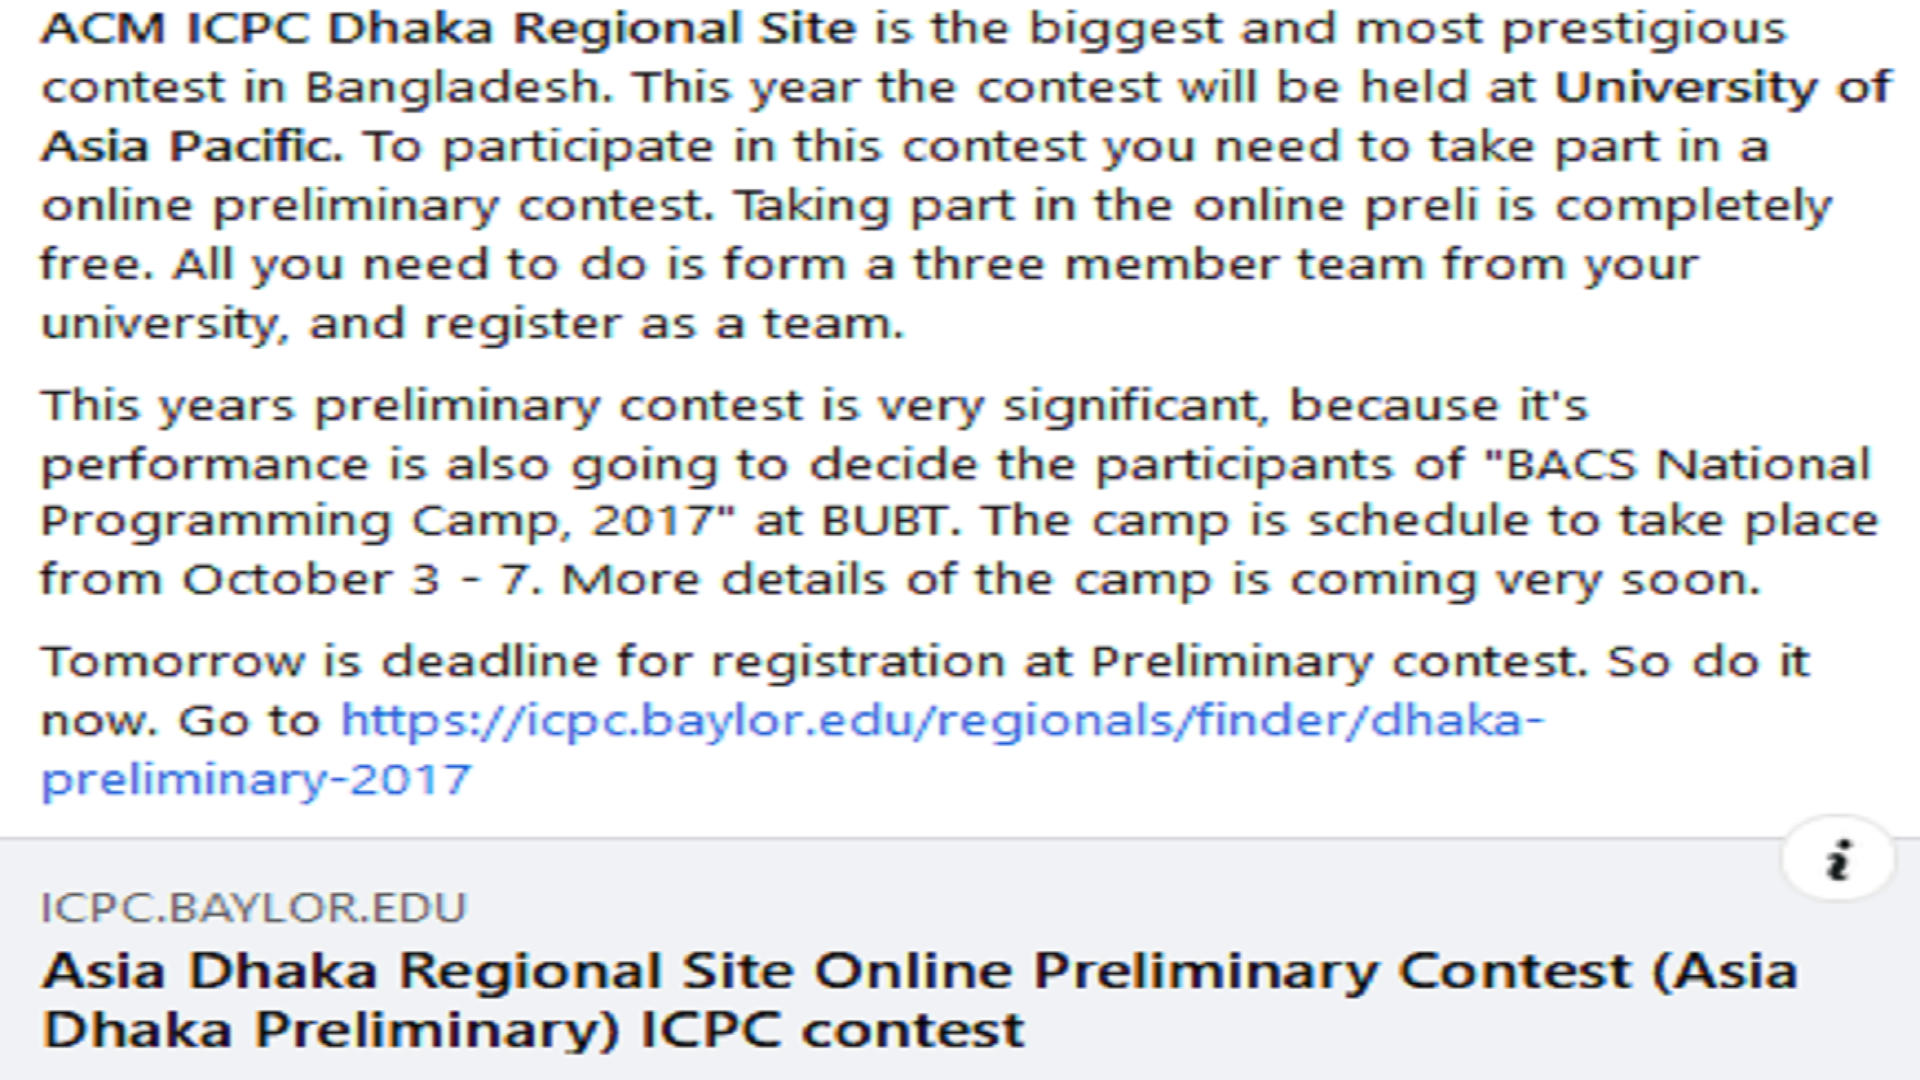 ACM ICPC Dhaka Regional Site is the biggest and most prestigious
contest in Bangladesh. This year the contest will be held at University of
Asia Pacific. To participate in this contest you need to take part in a
online preliminary contest. Taking part in the online preli is completely
free. All you need to do is form a three member team from your
university, and register as a team.
This years preliminary contest is very significant, because it's
performance is also going to decide the participants of "BACS National
Programming Camp, 2017" at BUBT. The camp is schedule to take place
from October 3 - 7. More details of the camp is coming very soon.
Tomorrow is deadline for registration at Preliminary contest. So do it
now. Go to https://icpc.baylor.edu/regionals/finder/dhaka-
preliminary-2017
i
ICPC.BAYLOR.EDU
Asia Dhaka Regional Site Online Preliminary Contest (Asia
Dhaka Preliminary) ICPC contest